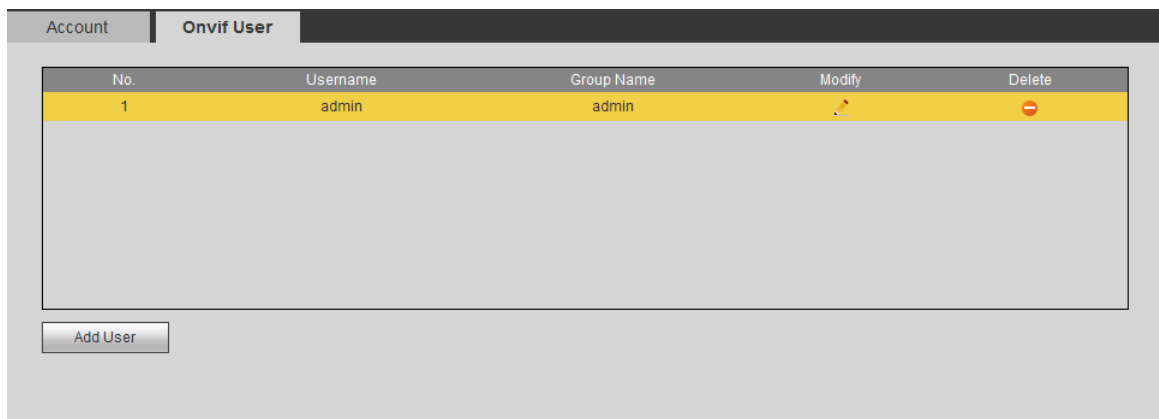 Account Onvif User
No. Username Group Name Modify Delete
1 admin admin
Add User